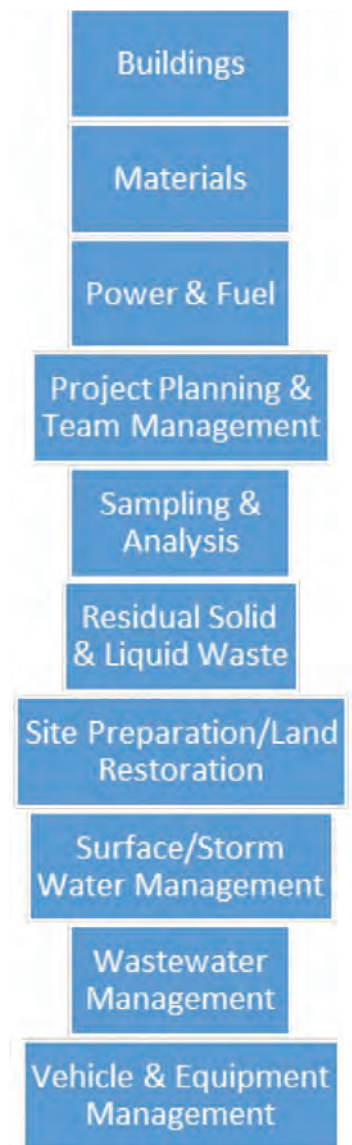 Buildings
Materials
Power & Fuel
Project Planning &
Team Management
Sampling &
Analysis
Residual Solid
& Liquid Waste
Site Preparation/Land
Restoration
Surface/Storm
Water Management
Wastewater
Management
Vehicle & Equipment
Management